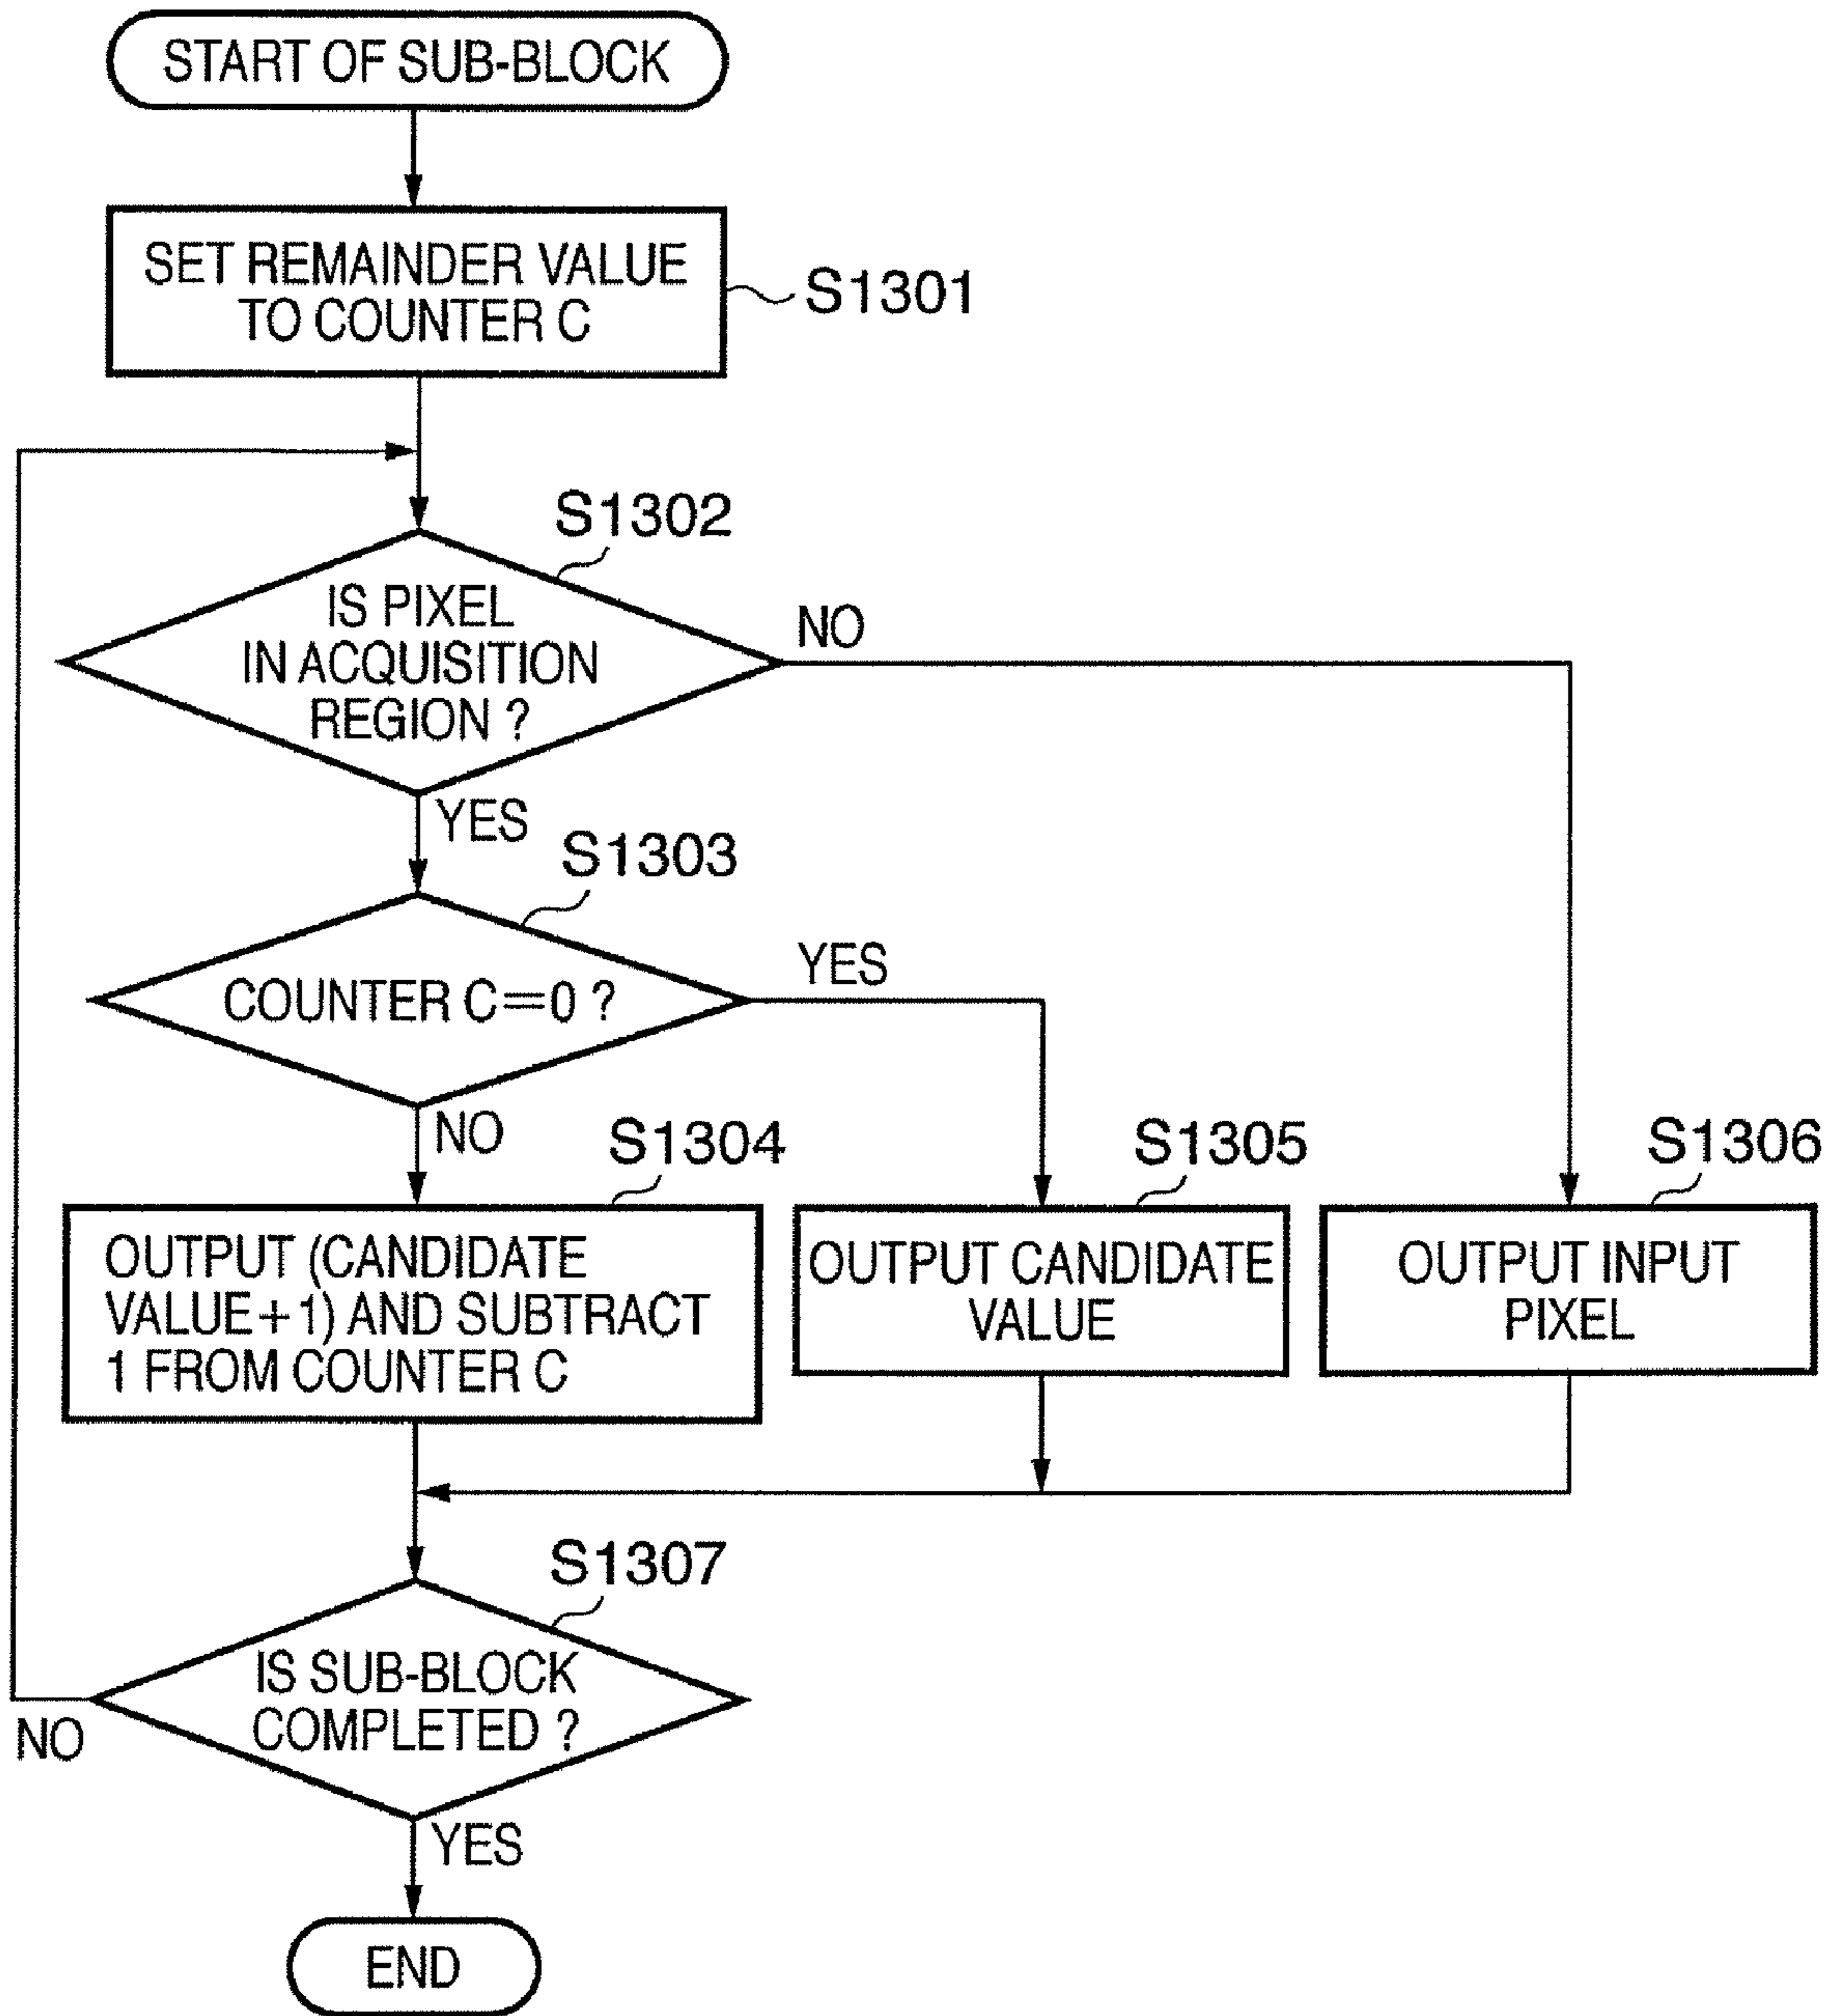 START OF SUB-BLOCK
SET REMAINDER VALUE
TO COUNTER C
S1301
S1302
IS PIXEL
IN ACQUISITION
REGION ?
NO
YES
S1303
COUNTER C=0 ?
YES
NO
S1304
OUTPUT (CANDIDATE
VALUE+1) AND SUBTRACT
1 FROM COUNTER C
S1305
OUTPUT CANDIDATE
VALUE
S1306
OUTPUT INPUT
PIXEL
S1307
IS SUB-BLOCK
COMPLETED ?
NO
YES
END